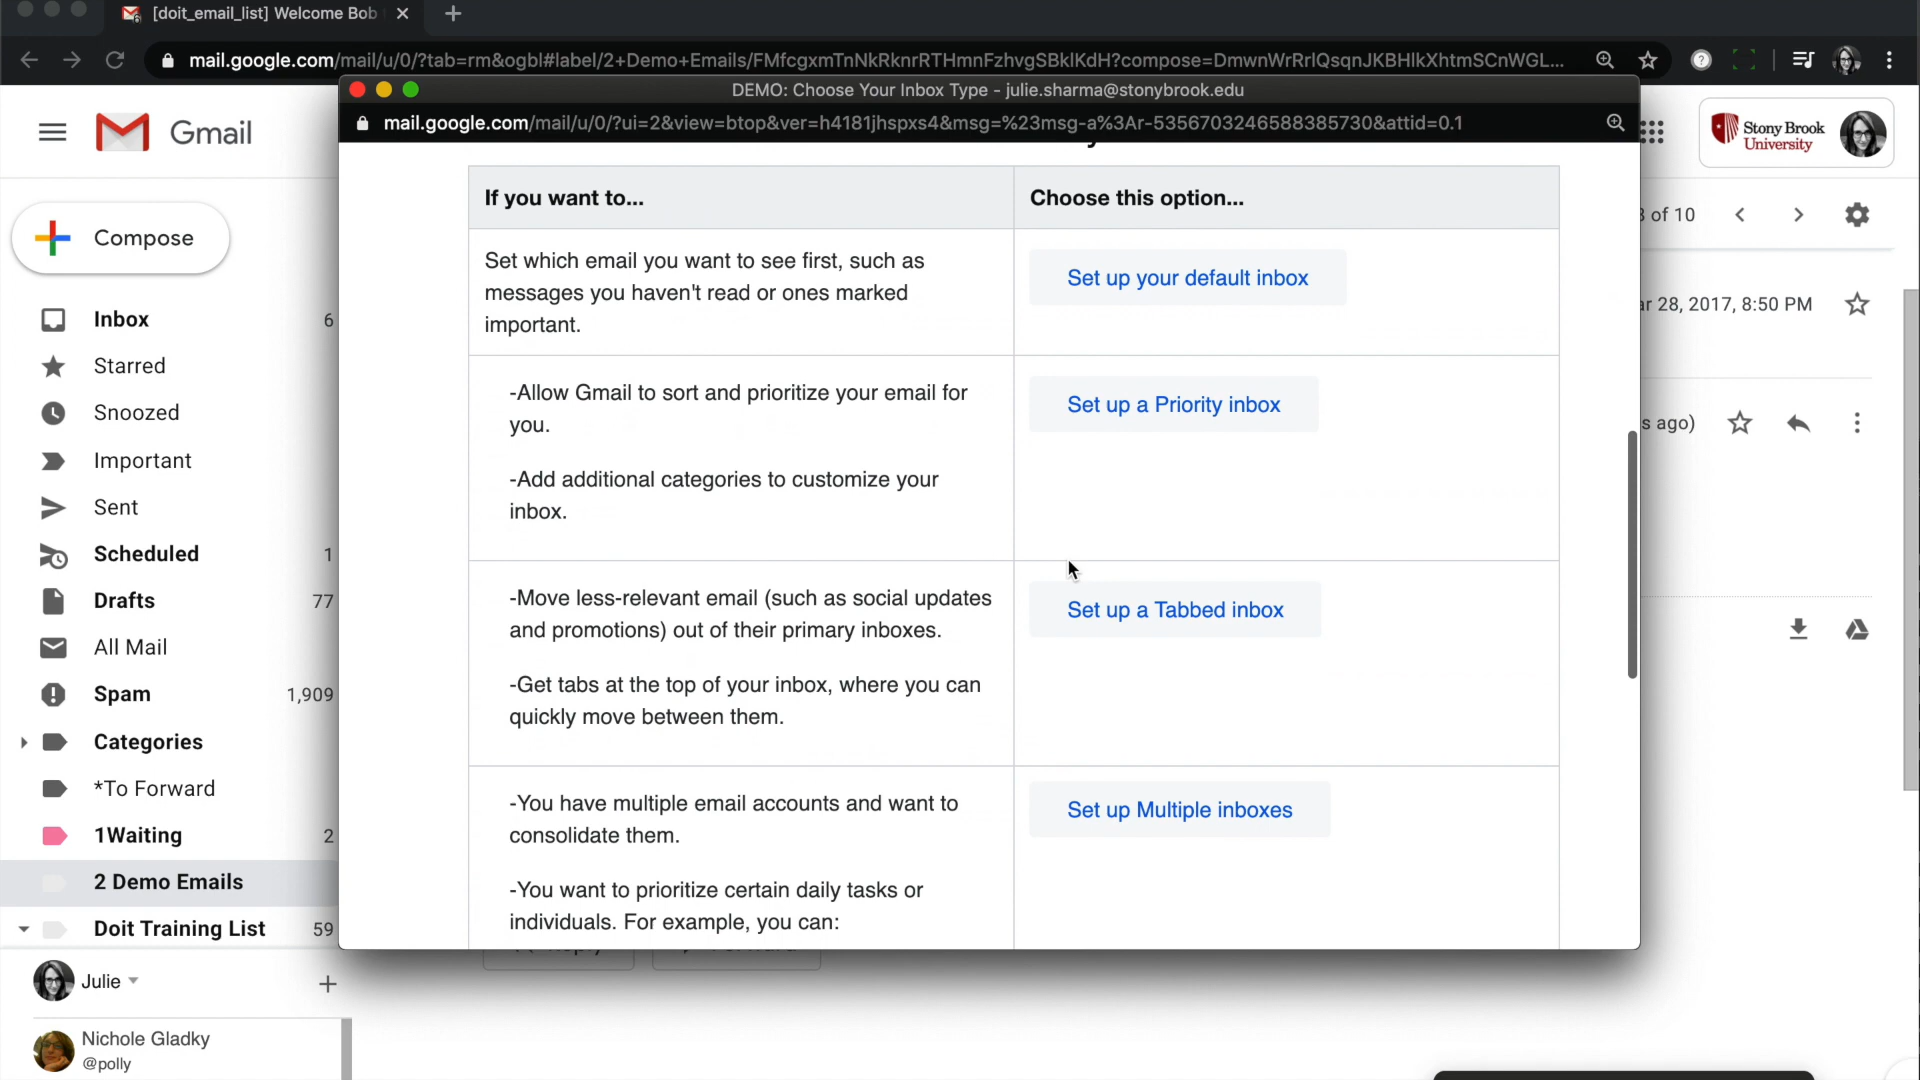 [doit_email_list] Welcome Bob
mail.google.com/mail/u/0/?tab=rm&ogbl#label/2+Demo+Emails/FMfcgxmTnNkRknrRTHmnFzhvgSBklKdH?compose=DmwnWrRrlQsqnJKBHlkXhtmSCnWGL...
DEMO: Choose Your Inbox Type - julie.sharma@stonybrook.edu
mail.google.com/mail/u/0/?ui=2&view=btop&ver=h4181jhspxs4&msg=%23msg-a%3Ar-5356703246588385730&attid=0.1
Gmail
Stony Brook
University
Compose
of 10
28, 2017, 8:50 PM
ago)
Inbox 6
Starred
Snoozed
Important
Sent
Scheduled 1
Drafts 77
All Mail
Spam 1,909
Categories
*To Forward
1Waiting 2
2 Demo Emails
Doit Training List 59
Julie
Nichole Gladky
@polly
If you want to... Choose this option...
Set which email you want to see first, such as
messages you haven't read or ones marked
important.
Set up your default inbox
-Allow Gmail to sort and prioritize your email for
you.
-Add additional categories to customize your
inbox.
Set up a Priority inbox
-Move less-relevant email (such as social updates
and promotions) out of their primary inboxes.
-Get tabs at the top of your inbox, where you can
quickly move between them.
Set up a Tabbed inbox
-You have multiple email accounts and want to
consolidate them.
-You want to prioritize certain daily tasks or
individuals. For example, you can:
Set up Multiple inboxes